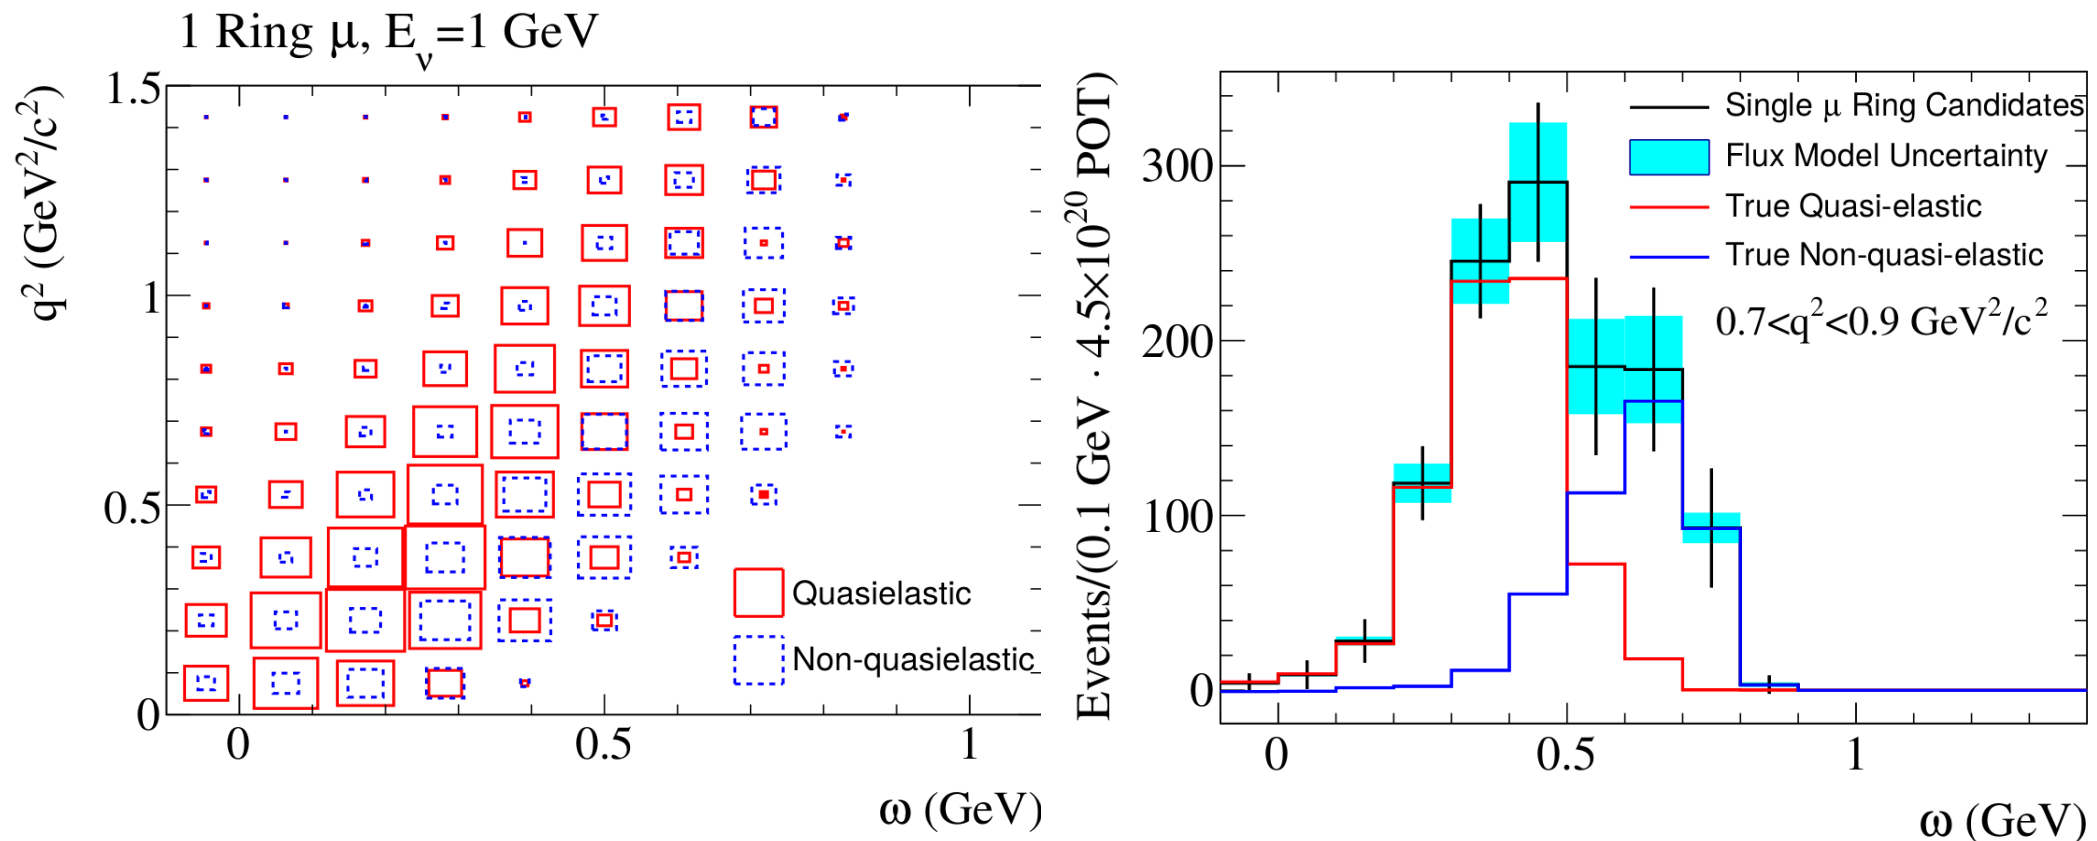 1 Ring μ, Eν=1 GeV
q² (GeV²/c²)
1.5
1
0.5
0
0
0.5
1
ω (GeV)
Quasielastic
Non-quasielastic
Events/(0.1 GeV · 4.5×10²⁰ POT)
300
200
100
0
0
0.5
1
ω (GeV)
Single μ Ring Candidates
Flux Model Uncertainty
True Quasi-elastic
True Non-quasi-elastic
0.7<q²<0.9 GeV²/c²